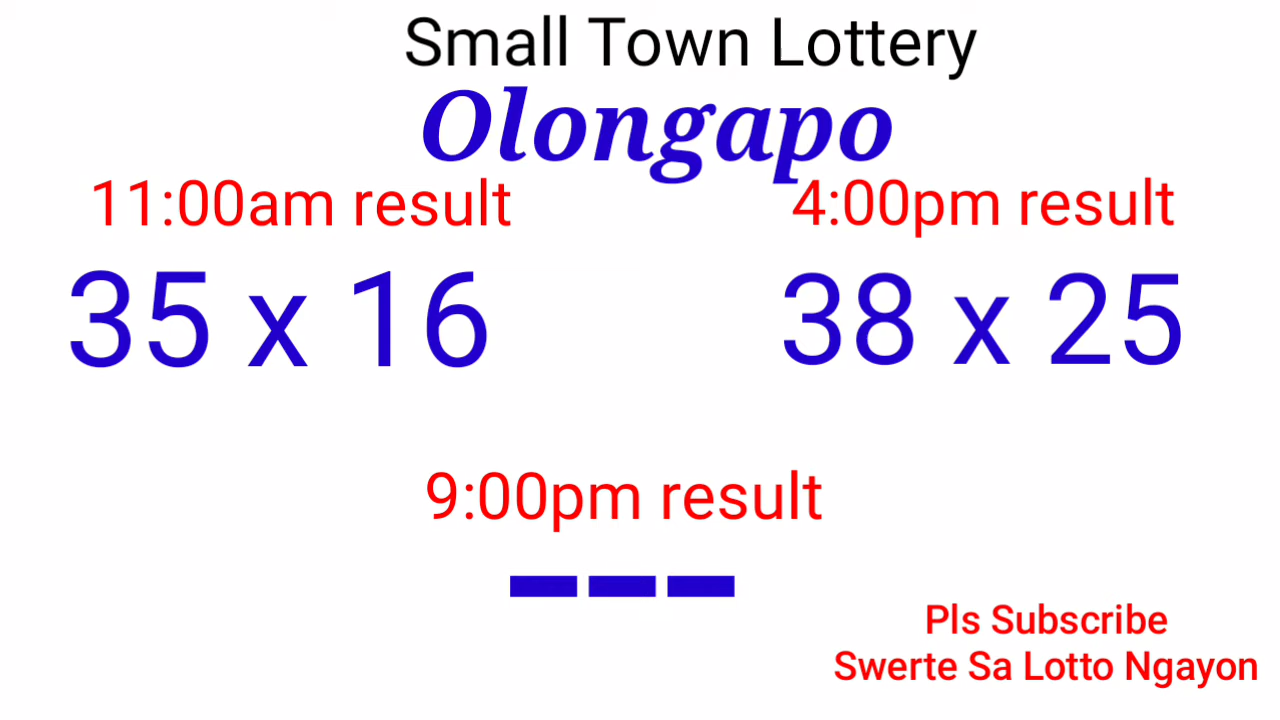 Small Town Lottery
Olongapo
11:00am result
35 x 16
4:00pm result
38 x 25
9:00pm result
---
Pls Subscribe
Swerte Sa Lotto Ngayon